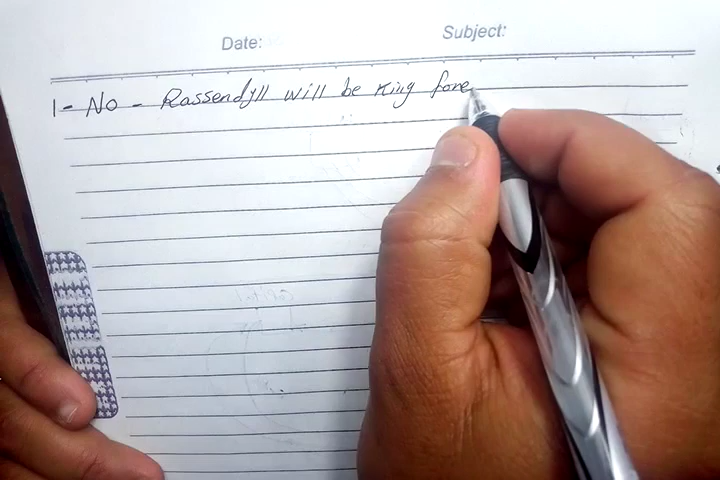 Date: Subject:
1- No - Rassendyll will be King fore